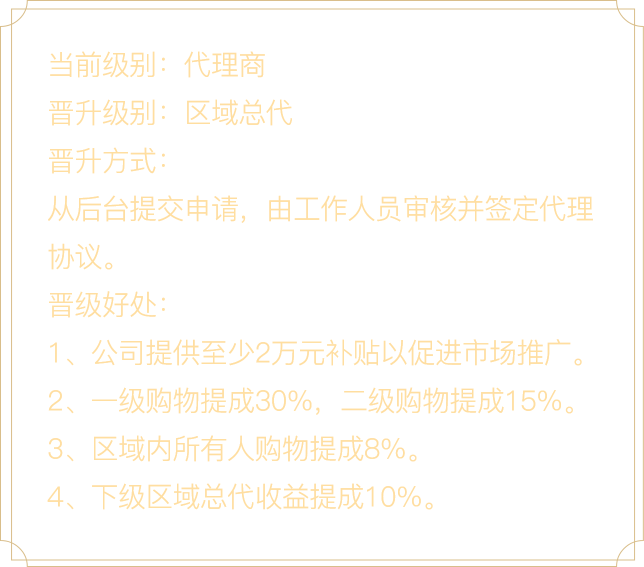 当前级别：代理商
晋升级别：区域总代
晋升方式：
从后台提交申请，由工作人员审核并签定代理
协议。
晋级好处：
1、公司提供至少2万元补贴以促进市场推广。
2、一级购物提成30%，二级购物提成15%。
3、区域内所有人购物提成8%。
4、下级区域总代收益提成10%。